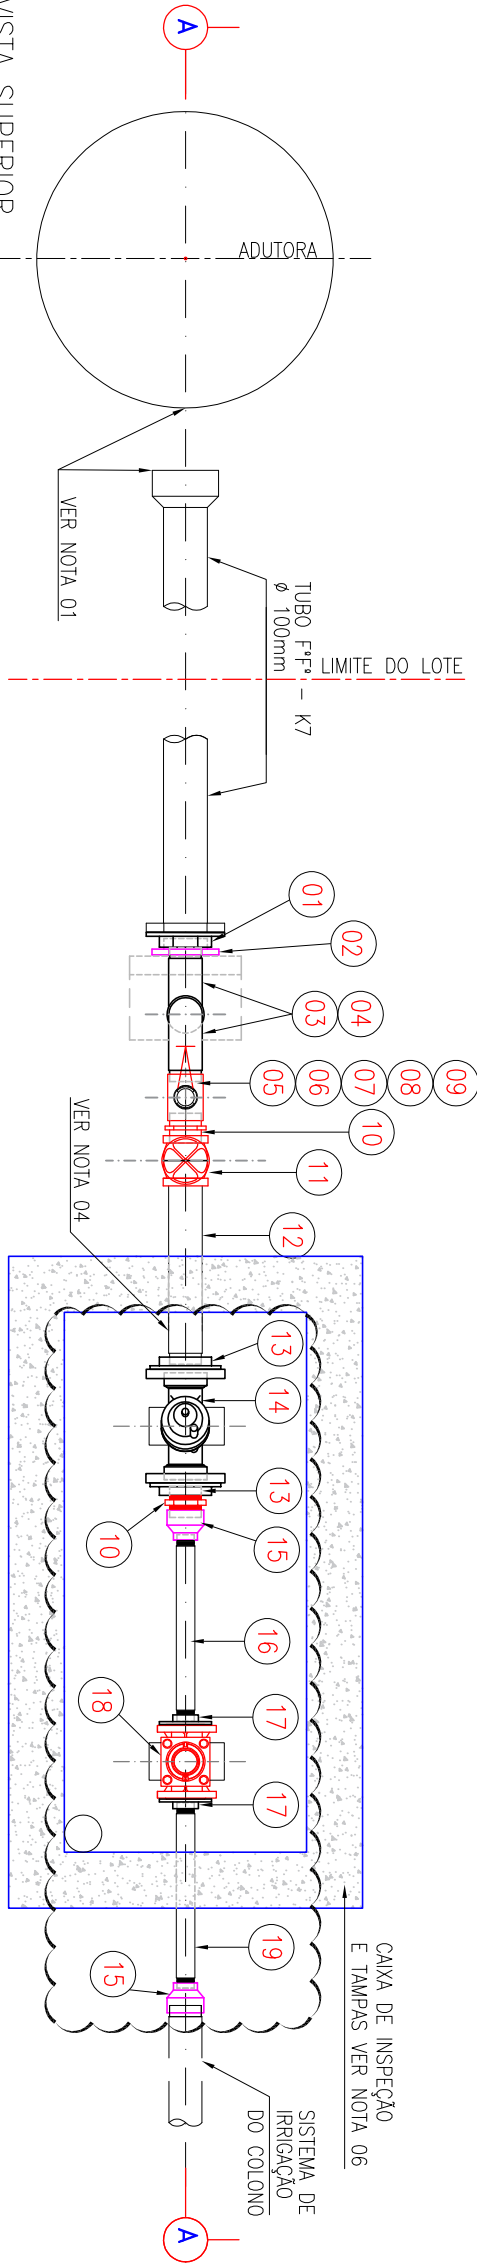 A
VISTA SUPERIOR
ADUTORA
VER NOTA 01
TUBO FºFº - K7
ø 100mm
LIMITE DO LOTE
01
02
03
04
05
06
07
08
09
10
11
VER NOTA 04
12
13
14
13
10
15
16
17
18
17
19
15
CAIXA DE INSPEÇÃO
E TAMPAS VER NOTA 06
SISTEMA DE
IRRIGAÇÃO
DO COLONO
A